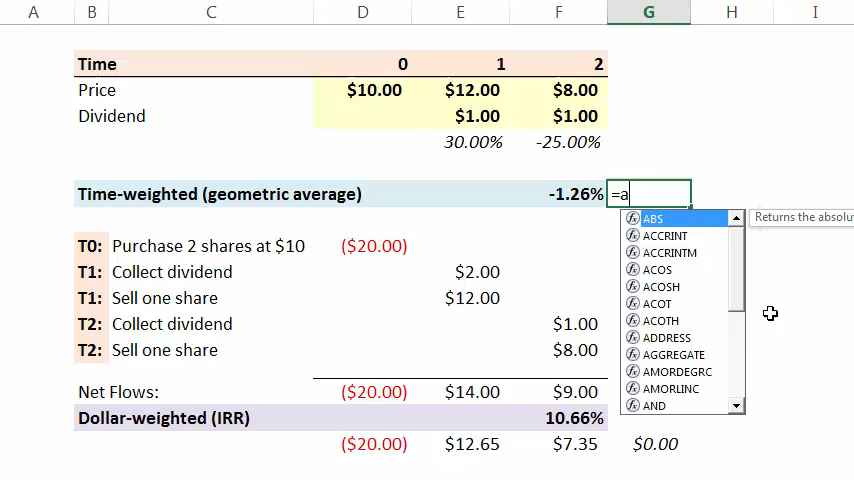 A B C D E F G H I
Time 0 1 2
Price $10.00 $12.00 $8.00
Dividend $1.00 $1.00
30.00% -25.00%
Time-weighted (geometric average) -1.26% =a
ABS Returns the absolu
ACCRINT
ACCRINTM
ACOS
ACOSH
ACOT
ACOTH
ADDRESS
AGGREGATE
AMORDEGRC
AMORLINC
AND
T0: Purchase 2 shares at $10 ($20.00)
T1: Collect dividend $2.00
T1: Sell one share $12.00
T2: Collect dividend $1.00
T2: Sell one share $8.00
Net Flows: ($20.00) $14.00 $9.00
Dollar-weighted (IRR) 10.66%
($20.00) $12.65 $7.35 $0.00